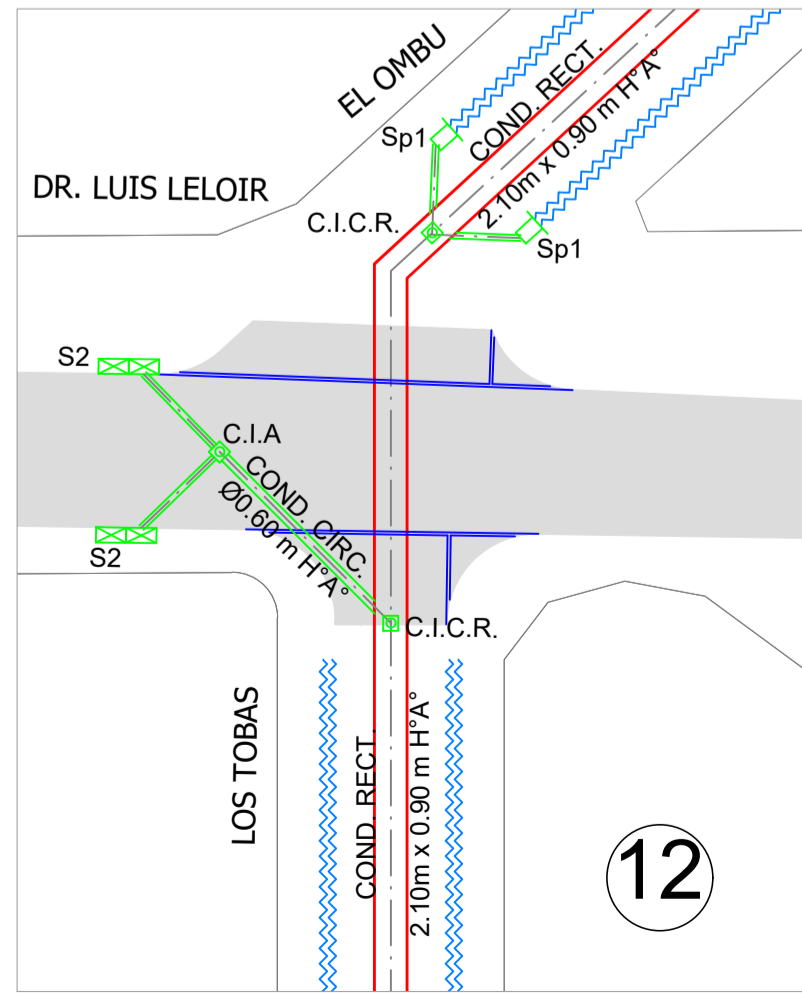 EL OMBU
COND. RECT.
2.10m x 0.90 m H°A°
Sp1
DR. LUIS LELOIR
C.I.C.R.
Sp1
S2
C.I.A
COND. CIRC.
Ø0.60 m H°A°
S2
C.I.C.R.
LOS TOBAS
COND. RECT.
2.10m x 0.90 m H°A°
12